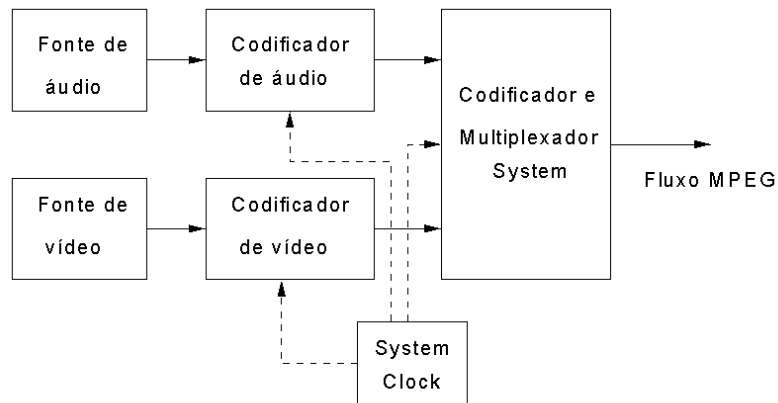 Fonte de
áudio
Codificador
de áudio
Codificador e
Multiplexador
System
Fluxo MPEG
Fonte de
vídeo
Codificador
de vídeo
System
Clock